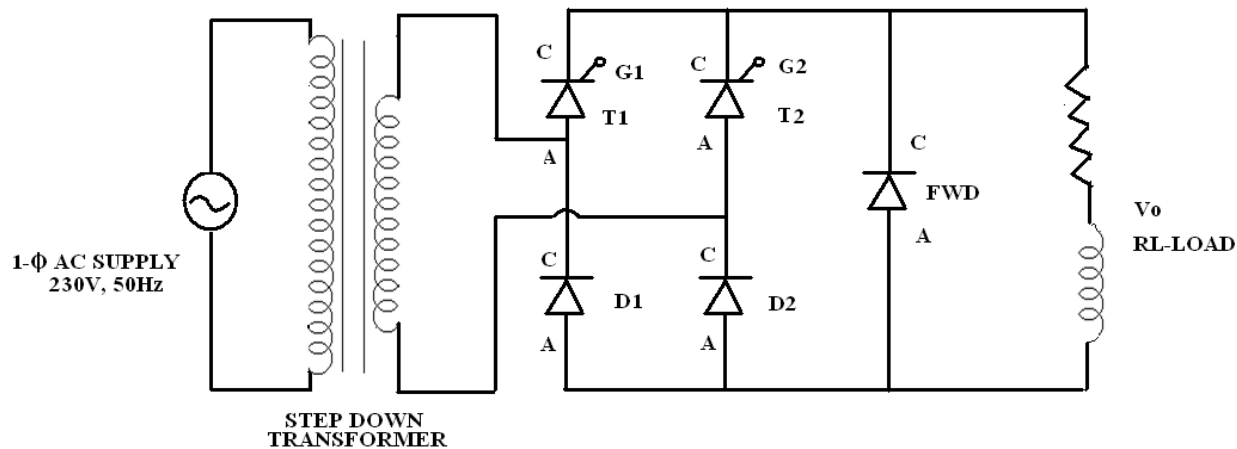 C
G1
C
G2
T1
T2
A
A
C
FWD
A
Vo
RL-LOAD
1-ф AC SUPPLY
230V, 50Hz
C
D1
C
D2
A
A
STEP DOWN
TRANSFORMER